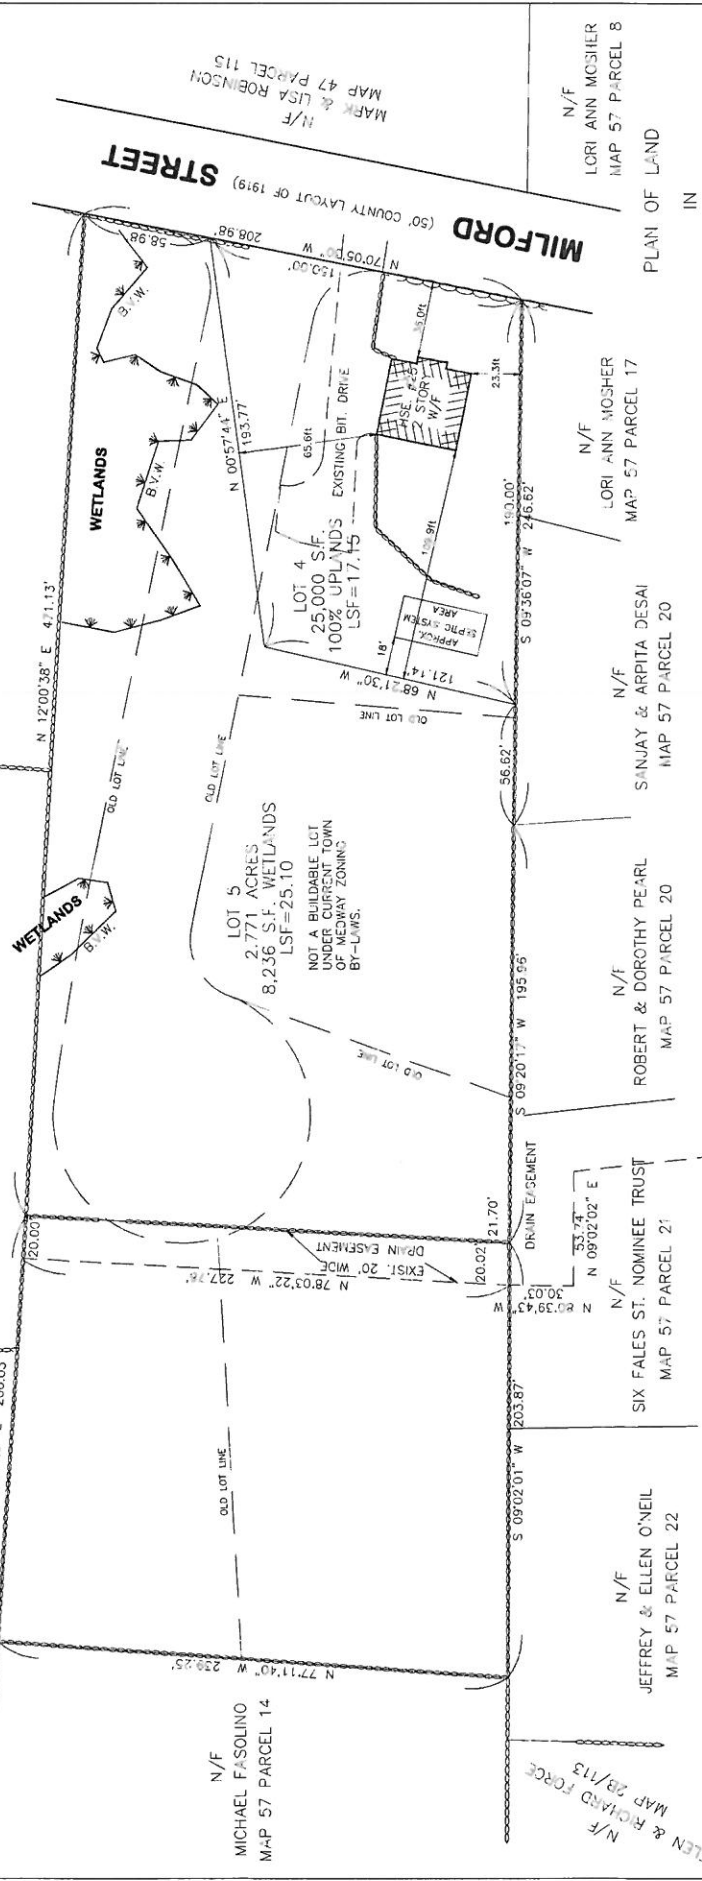 N/F
MARK & LISA ROBINSON
MAP 47 PARCEL 115
MILFORD STREET
(50' COUNTY LAYOUT OF 1919)
N/F
LORI ANN MOSHER
MAP 57 PARCEL 8
PLAN OF LAND
IN
58.98'
208.98'
N 70°05'00" W
150.00'
B.V.W.
WETLANDS
B.V.W.
N 12°00'38" E 471.13'
N 00°57'44" E
193.77'
65.6ft
EXISTING BIT. DRIVE
HSE.
2 STORY
W/F
35.0ft
23.3ft
109.9ft
LOT 4
25,000 S.F.
100% UPLANDS
LSF=17.15
APPROX.
SEPTIC SYSTEM
AREA
18'
N 68°21'30" W
121.14'
190.00'
S 09°36'07" W 246.62'
56.62'
OLD LOT LINE
OLD LOT LINE
OLD LOT LINE
N/F
LORI ANN MOSHER
MAP 57 PARCEL 17
N/F
SANJAY & ARPITA DESAI
MAP 57 PARCEL 20
WETLANDS
B.V.W.
LOT 5
2.771 ACRES
8,236 S.F. WETLANDS
LSF=25.10
NOT A BUILDABLE LOT
UNDER CURRENT TOWN
OF MEDWAY ZONING
BY-LAWS.
OLD LOT LINE
S 09°20'17" W 195.96'
N/F
ROBERT & DOROTHY PEARL
MAP 57 PARCEL 20
20.00'
EXIST. 20' WIDE
DRAIN EASEMENT
N 78°03'22" W 227.76'
20.02'
21.70'
DRAIN EASEMENT
53.74'
N 09°02'02" E
N 80°39'43" W
30.03'
N/F
SIX FALES ST. NOMINEE TRUST
MAP 57 PARCEL 21
OLD LOT LINE
203.87'
S 09°02'01" W
N 77°11'40" W 239.25'
N/F
JEFFREY & ELLEN O'NEIL
MAP 57 PARCEL 22
N/F
MICHAEL FASOLINO
MAP 57 PARCEL 14
N/F
& RICHARD FORCE
MAP 2B/113